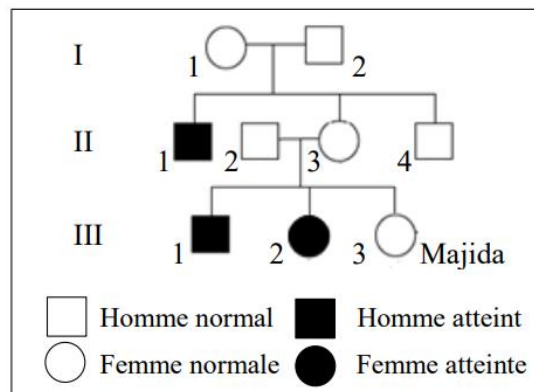 I
1
2
II
1
2
3
4
III
1
2
3
Majida
Homme normal
Homme atteint
Femme normale
Femme atteinte